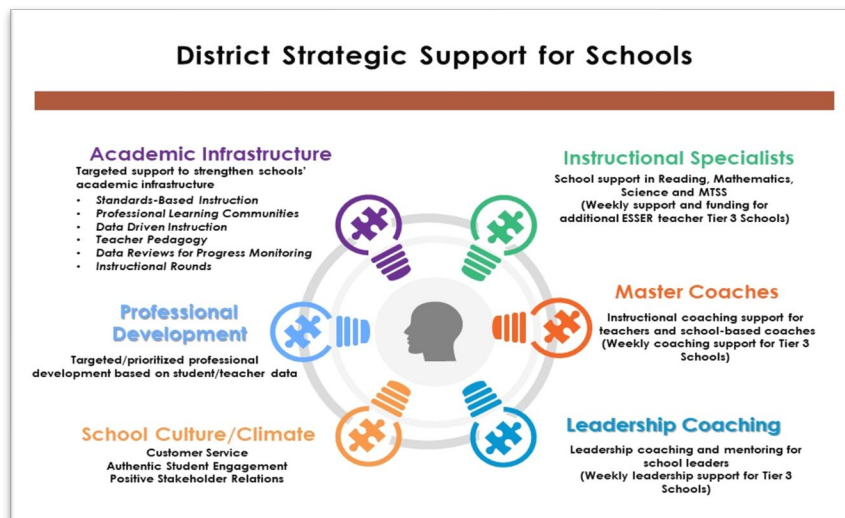 District Strategic Support for Schools
Academic Infrastructure
Targeted support to strengthen schools'
academic infrastructure
• Standards-Based Instruction
• Professional Learning Communities
• Data Driven Instruction
• Teacher Pedagogy
• Data Reviews for Progress Monitoring
• Instructional Rounds
Professional
Development
Targeted/prioritized professional
development based on student/teacher data
School Culture/Climate
Customer Service
Authentic Student Engagement
Positive Stakeholder Relations
Instructional Specialists
School support in Reading, Mathematics,
Science and MTSS
(Weekly support and funding for
additional ESSER teacher Tier 3 Schools)
Master Coaches
Instructional coaching support for
teachers and school-based coaches
(Weekly coaching support for Tier 3
Schools)
Leadership Coaching
Leadership coaching and mentoring for
school leaders
(Weekly leadership support for Tier 3
Schools)